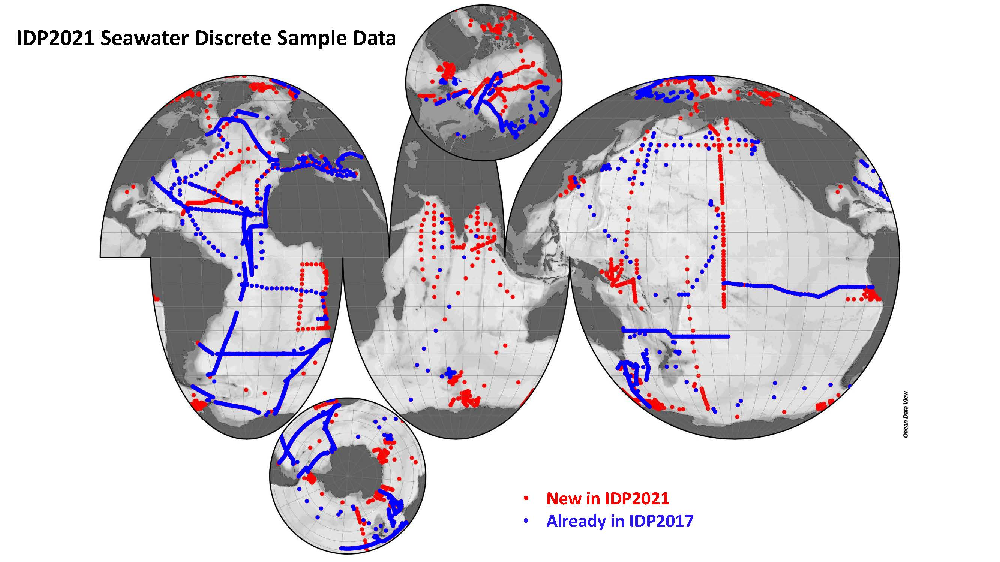 IDP2021 Seawater Discrete Sample Data
Ocean Data View
• New in IDP2021
• Already in IDP2017